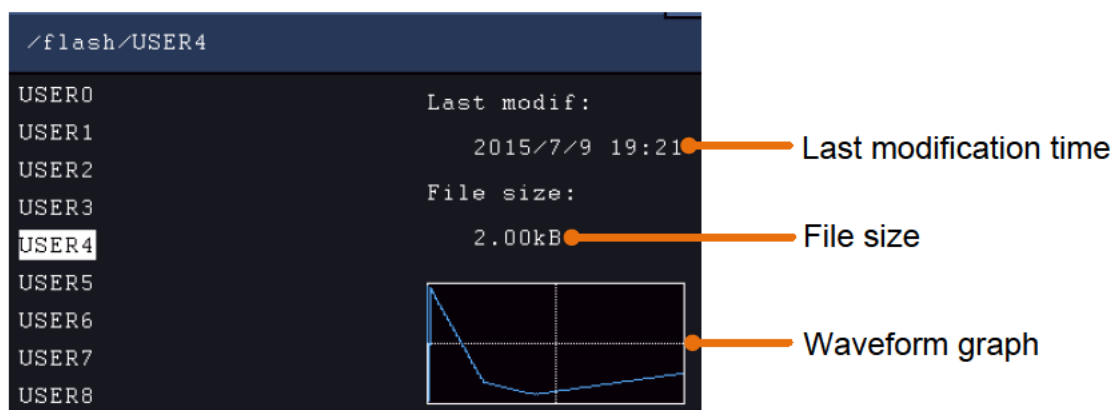 /flash/USER4
USER0
USER1
USER2
USER3
USER4
USER5
USER6
USER7
USER8
Last modif:
2015/7/9 19:21
File size:
2.00kB
Last modification time
File size
Waveform graph